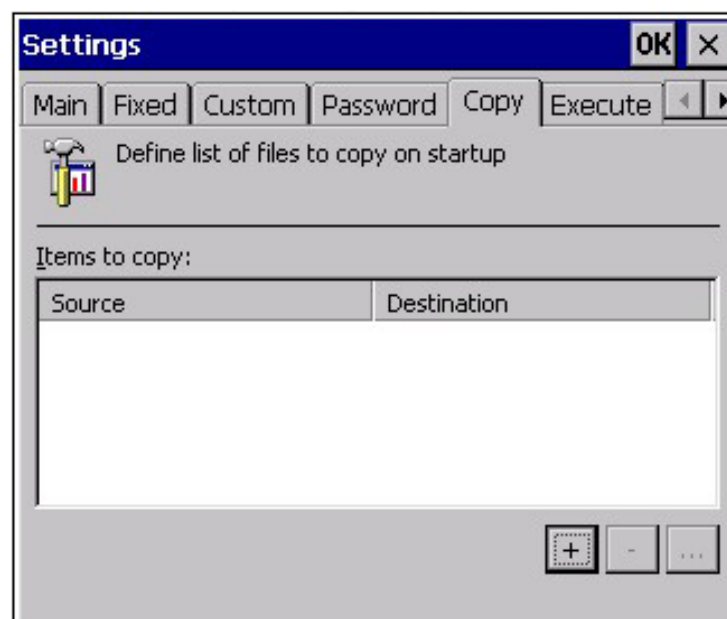 Settings OK ×
Main Fixed Custom Password Copy Execute
Define list of files to copy on startup
Items to copy:
Source Destination
+ - ...